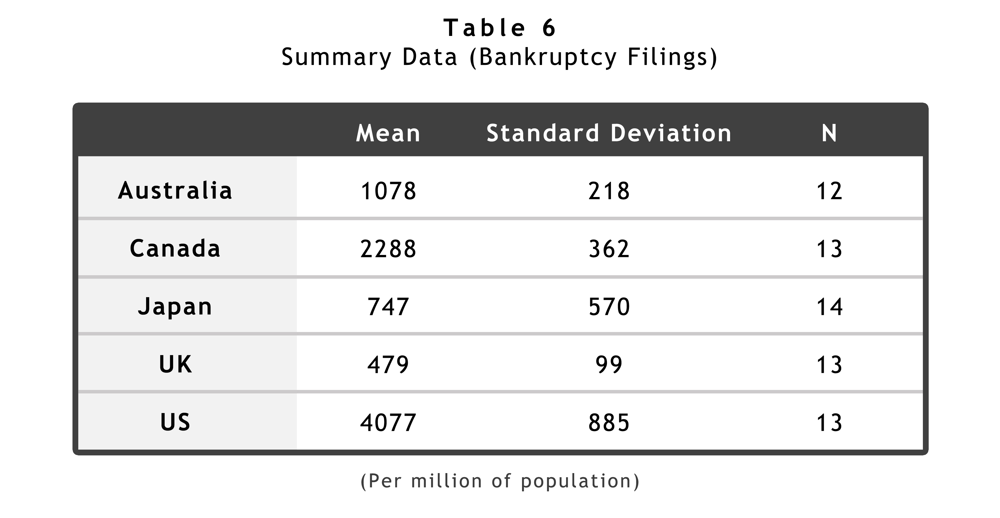 Table 6
Summary Data (Bankruptcy Filings)
Mean Standard Deviation N
Australia 1078 218 12
Canada 2288 362 13
Japan 747 570 14
UK 479 99 13
US 4077 885 13
(Per million of population)